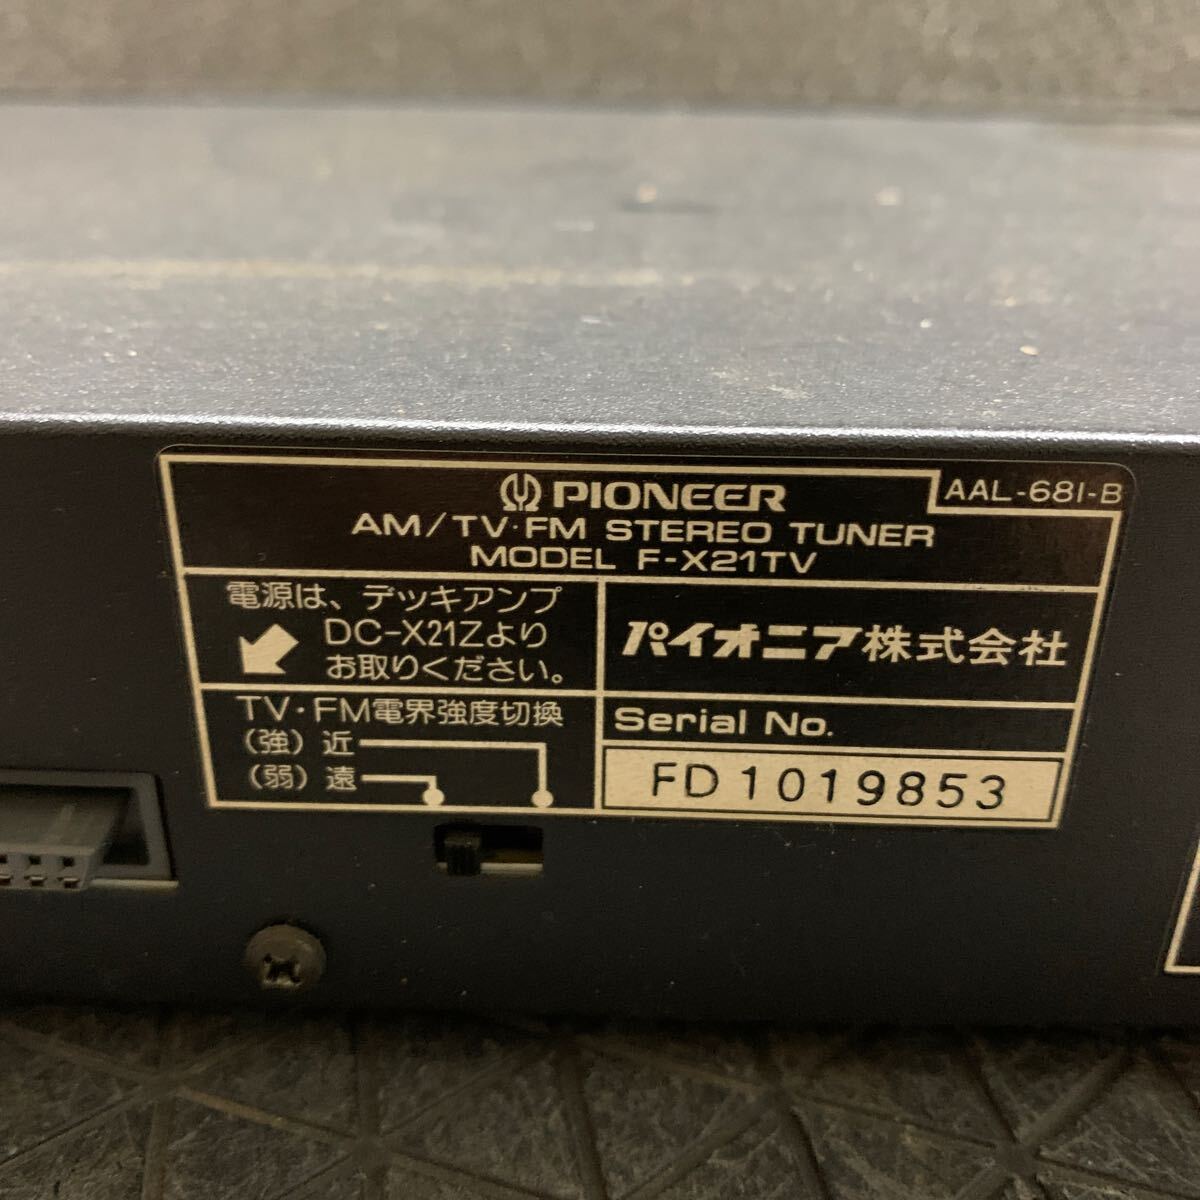 PIONEER
AAL-681-B
AM/TV·FM STEREO TUNER
MODEL F-X21TV
電源は、デッキアンプ
DC-X21Zより
お取りください。
パイオニア株式会社
TV・FM電界強度切換
(強) 近
(弱) 遠
Serial No.
FD1019853